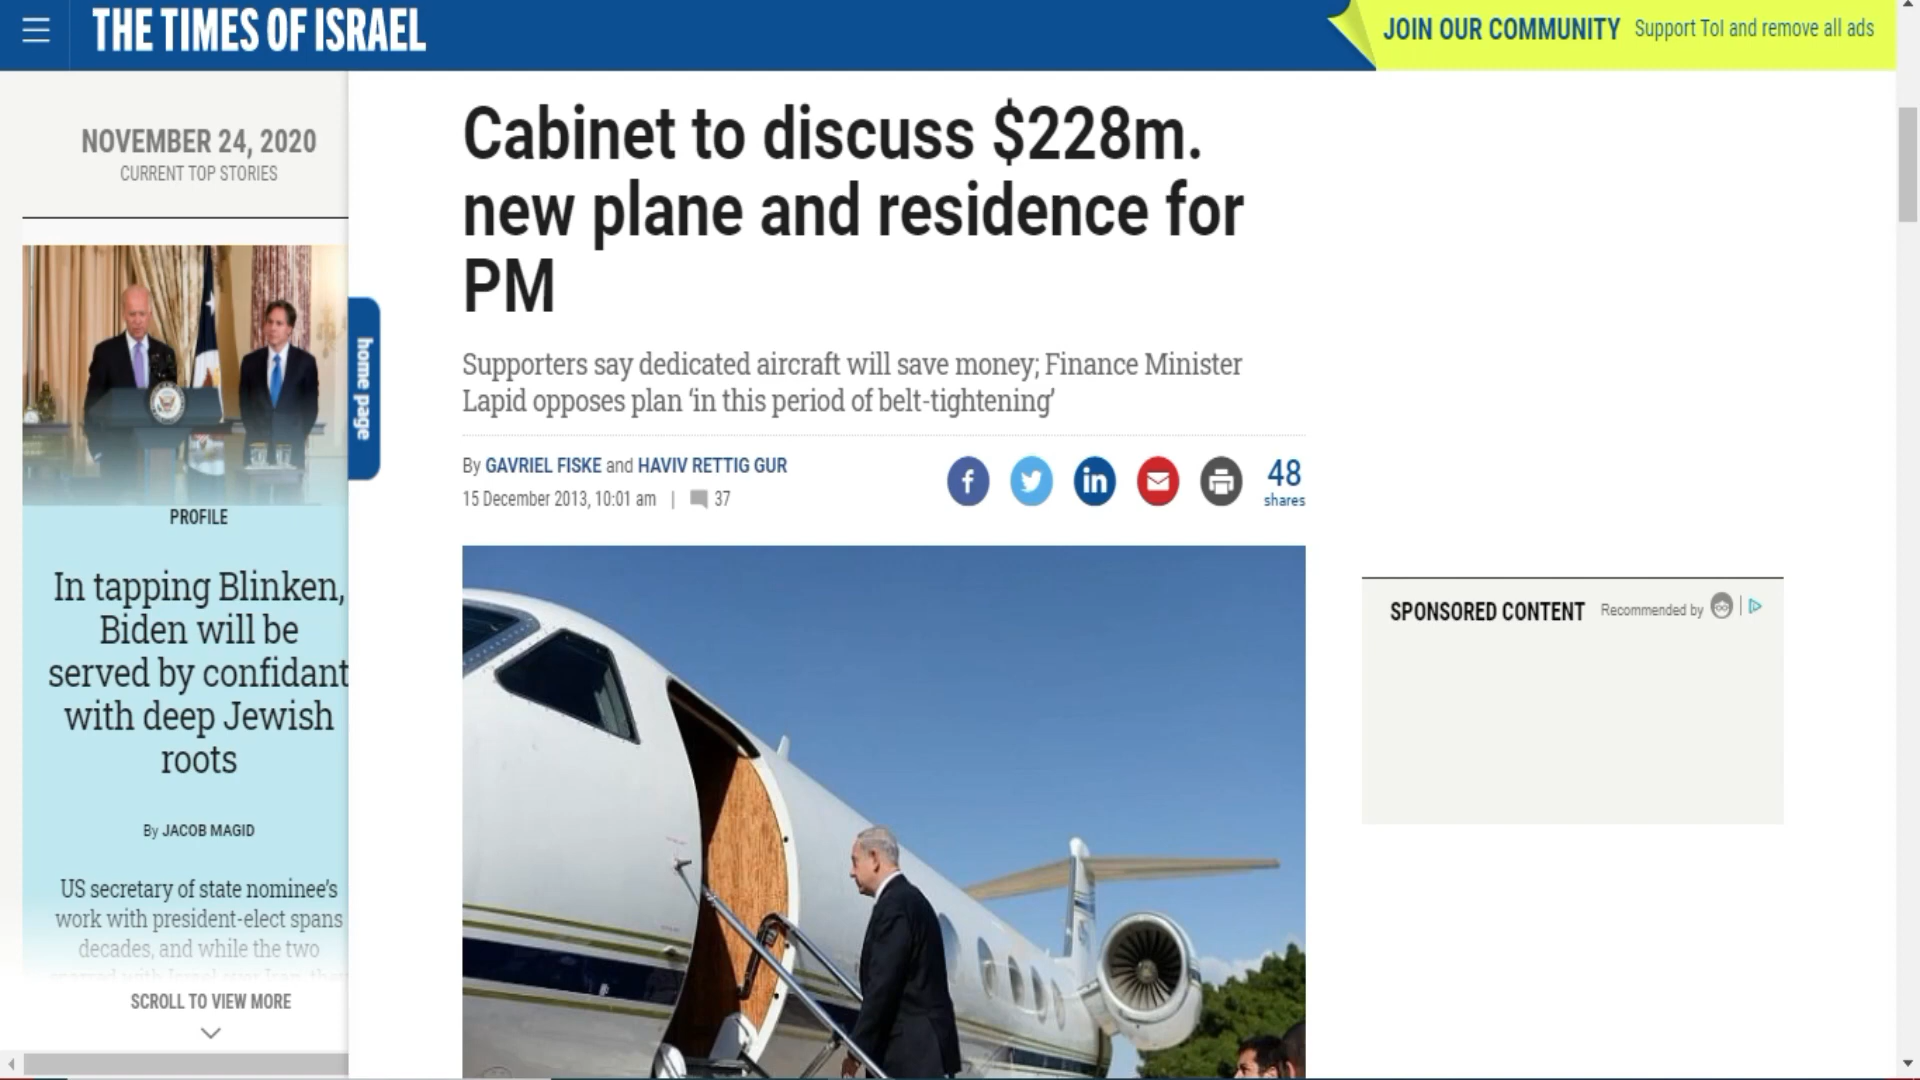 THE TIMES OF ISRAEL
JOIN OUR COMMUNITY Support ToI and remove all ads
NOVEMBER 24, 2020
CURRENT TOP STORIES
PROFILE
In tapping Blinken,
Biden will be
served by confidant
with deep Jewish
roots
By JACOB MAGID
US secretary of state nominee's
work with president-elect spans
decades, and while the two
SCROLL TO VIEW MORE
home page
Cabinet to discuss $228m.
new plane and residence for
PM
Supporters say dedicated aircraft will save money; Finance Minister
Lapid opposes plan 'in this period of belt-tightening'
By GAVRIEL FISKE and HAVIV RETTIG GUR
15 December 2013, 10:01 am | 37
48
shares
SPONSORED CONTENT Recommended by